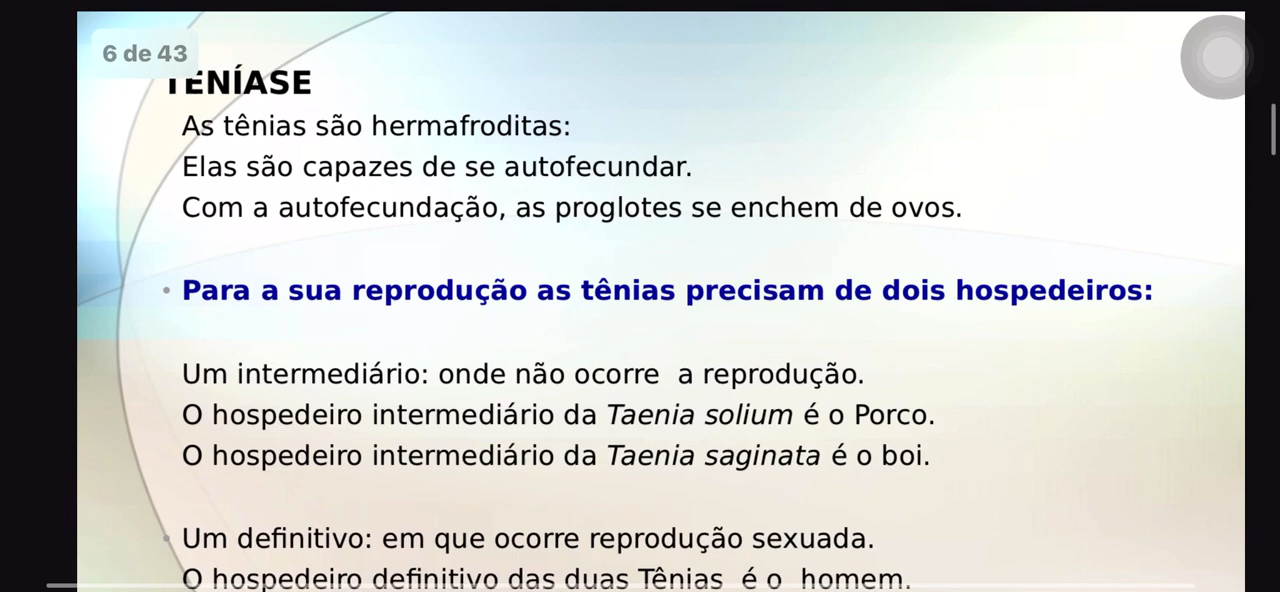 6 de 43
TENÍASE
As tênias são hermafroditas:
Elas são capazes de se autofecundar.
Com a autofecundação, as proglotes se enchem de ovos.
• Para a sua reprodução as tênias precisam de dois hospedeiros:
Um intermediário: onde não ocorre a reprodução.
O hospedeiro intermediário da Taenia solium é o Porco.
O hospedeiro intermediário da Taenia saginata é o boi.
• Um definitivo: em que ocorre reprodução sexuada.
O hospedeiro definitivo das duas Tênias é o homem.